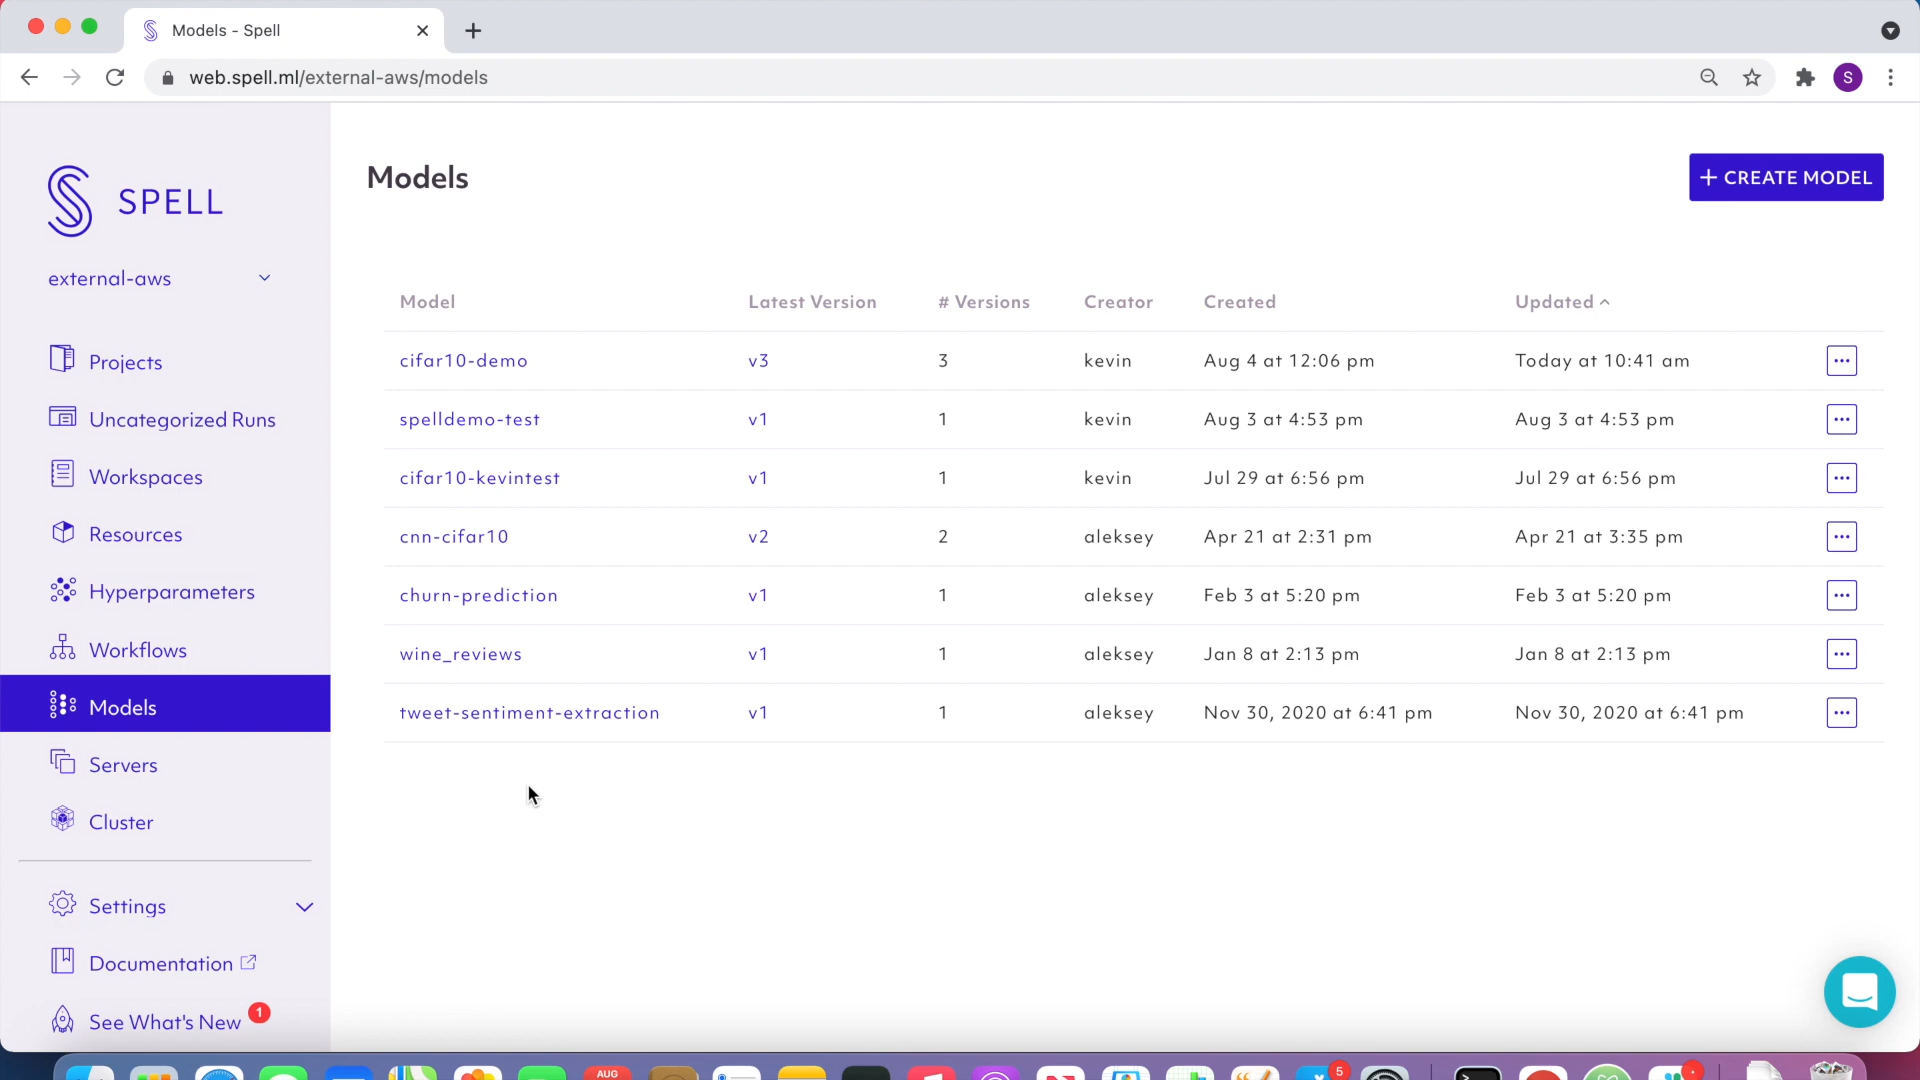 Models - Spell
web.spell.ml/external-aws/models
S
SPELL
external-aws
Projects
Uncategorized Runs
Workspaces
Resources
Hyperparameters
Workflows
Models
Servers
Cluster
Settings
Documentation
See What's New 1
Models
+ CREATE MODEL
Model Latest Version # Versions Creator Created Updated
cifar10-demo v3 3 kevin Aug 4 at 12:06 pm Today at 10:41 am
spelldemo-test v1 1 kevin Aug 3 at 4:53 pm Aug 3 at 4:53 pm
cifar10-kevintest v1 1 kevin Jul 29 at 6:56 pm Jul 29 at 6:56 pm
cnn-cifar10 v2 2 aleksey Apr 21 at 2:31 pm Apr 21 at 3:35 pm
churn-prediction v1 1 aleksey Feb 3 at 5:20 pm Feb 3 at 5:20 pm
wine_reviews v1 1 aleksey Jan 8 at 2:13 pm Jan 8 at 2:13 pm
tweet-sentiment-extraction v1 1 aleksey Nov 30, 2020 at 6:41 pm Nov 30, 2020 at 6:41 pm
AUG
5